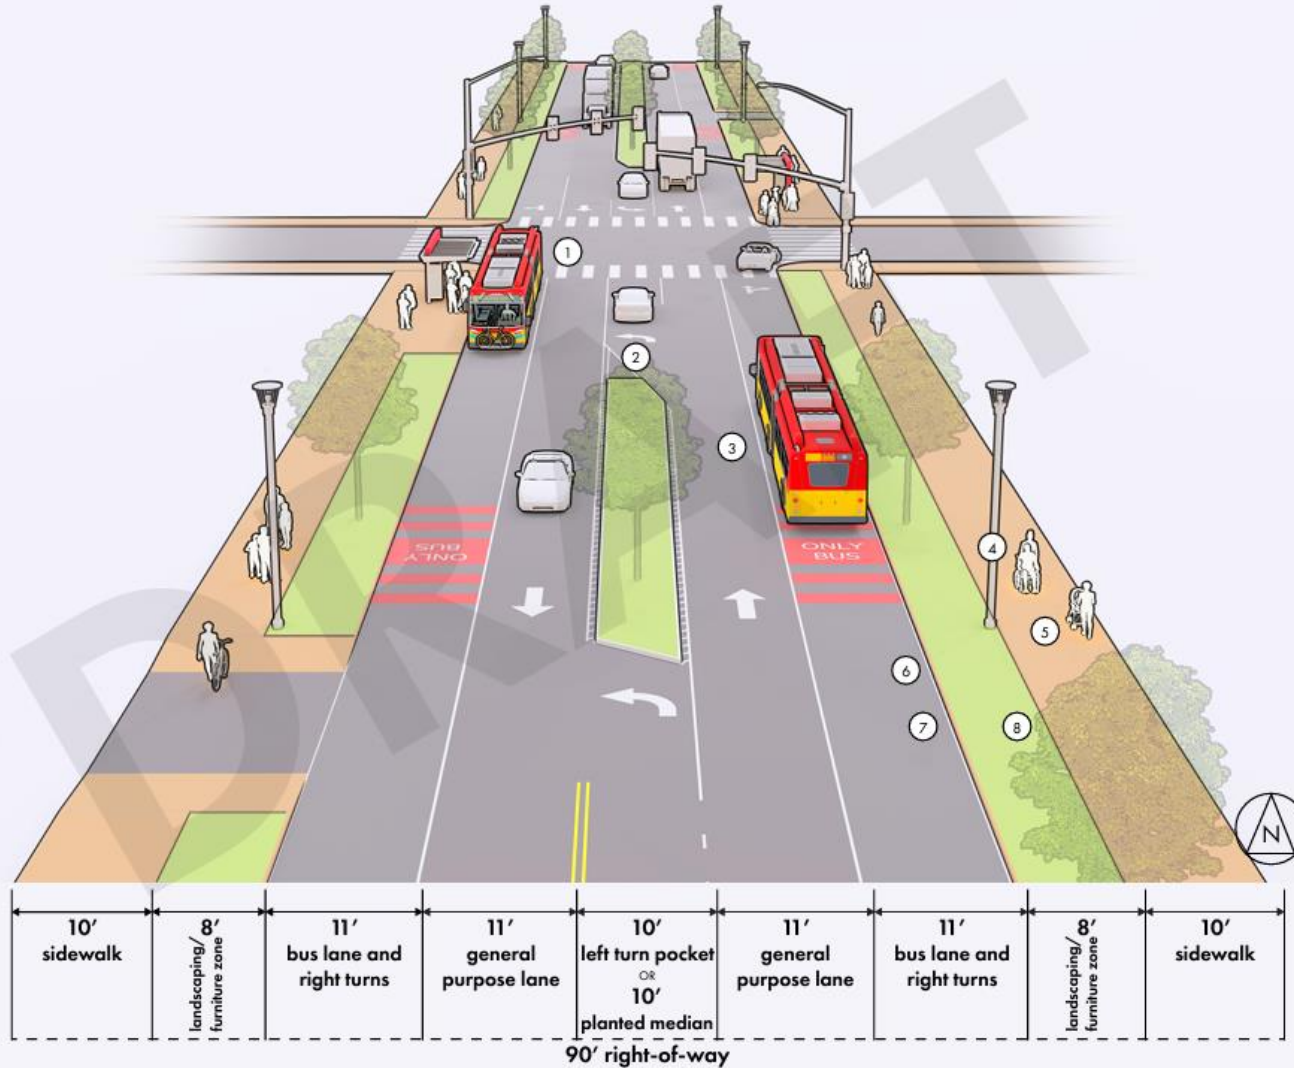 DRAFT
1
2
3
ONLY
BUS
ONLY
BUS
4
5
6
7
8
N
10’
sidewalk
8’
landscaping/
furniture zone
11’
bus lane and
right turns
11’
general
purpose lane
10’
left turn pocket
OR
10’
planted median
11’
general
purpose lane
11’
bus lane and
right turns
8’
landscaping/
furniture zone
10’
sidewalk
90’ right-of-way